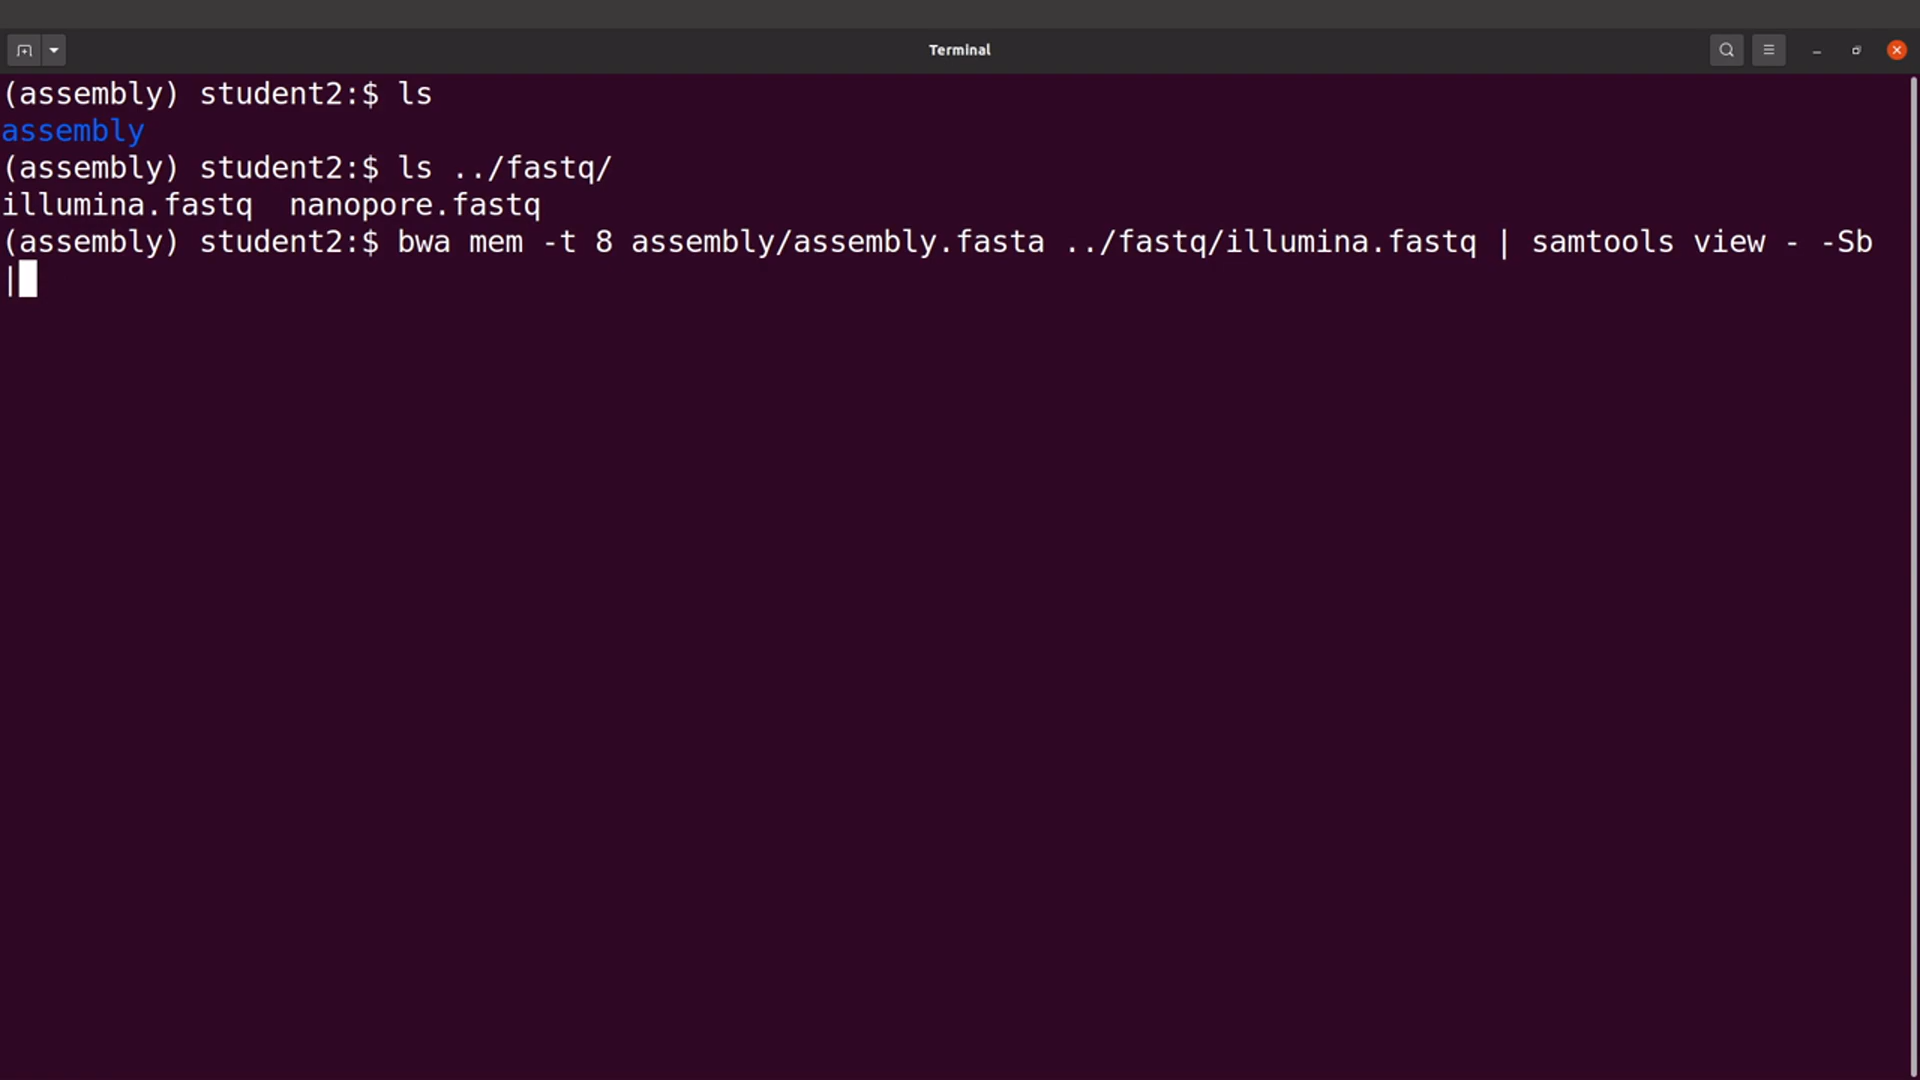 Terminal
(assembly) student2:$ ls
assembly
(assembly) student2:$ ls ../fastq/
illumina.fastq  nanopore.fastq
(assembly) student2:$ bwa mem -t 8 assembly/assembly.fasta ../fastq/illumina.fastq | samtools view - -Sb
|